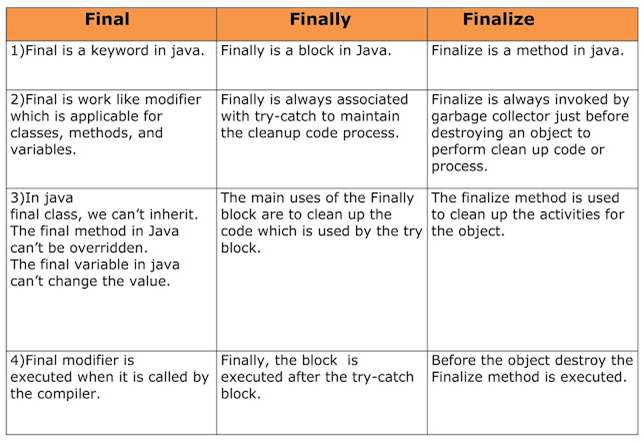 Final
Finally
Finalize
1)Final is a keyword in java.
Finally is a block in Java.
Finalize is a method in java.
2)Final is work like modifier
which is applicable for
classes, methods, and
variables.
Finally is always associated
with try-catch to maintain
the cleanup code process.
Finalize is always invoked by
garbage collector just before
destroying an object to
perform clean up code or
process.
3)In java
final class, we can’t inherit.
The final method in Java
can’t be overridden.
The final variable in java
can’t change the value.
The main uses of the Finally
block are to clean up the
code which is used by the try
block.
The finalize method is used
to clean up the activities for
the object.
4)Final modifier is
executed when it is called by
the compiler.
Finally, the block is
executed after the try-catch
block.
Before the object destroy the
Finalize method is executed.